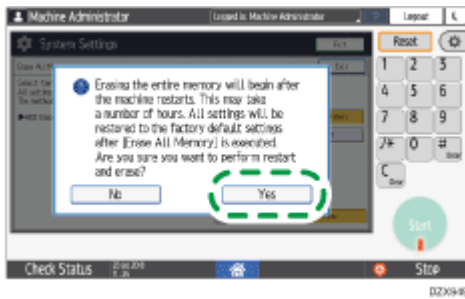 Machine Administrator
Logged in: Machine Administrator
Logout
System Settings
Exit
Reset
Erasing the entire memory will begin after
the machine restarts. This may take
a number of hours. All settings will be
restored to the factory default settings
after [Erase All Memory] is executed.
Are you sure you want to perform restart
and erase?
No
Yes
1 2 3
4 5 6
7 8 9
0 #
C
Clear
Start
Check Status
Stop